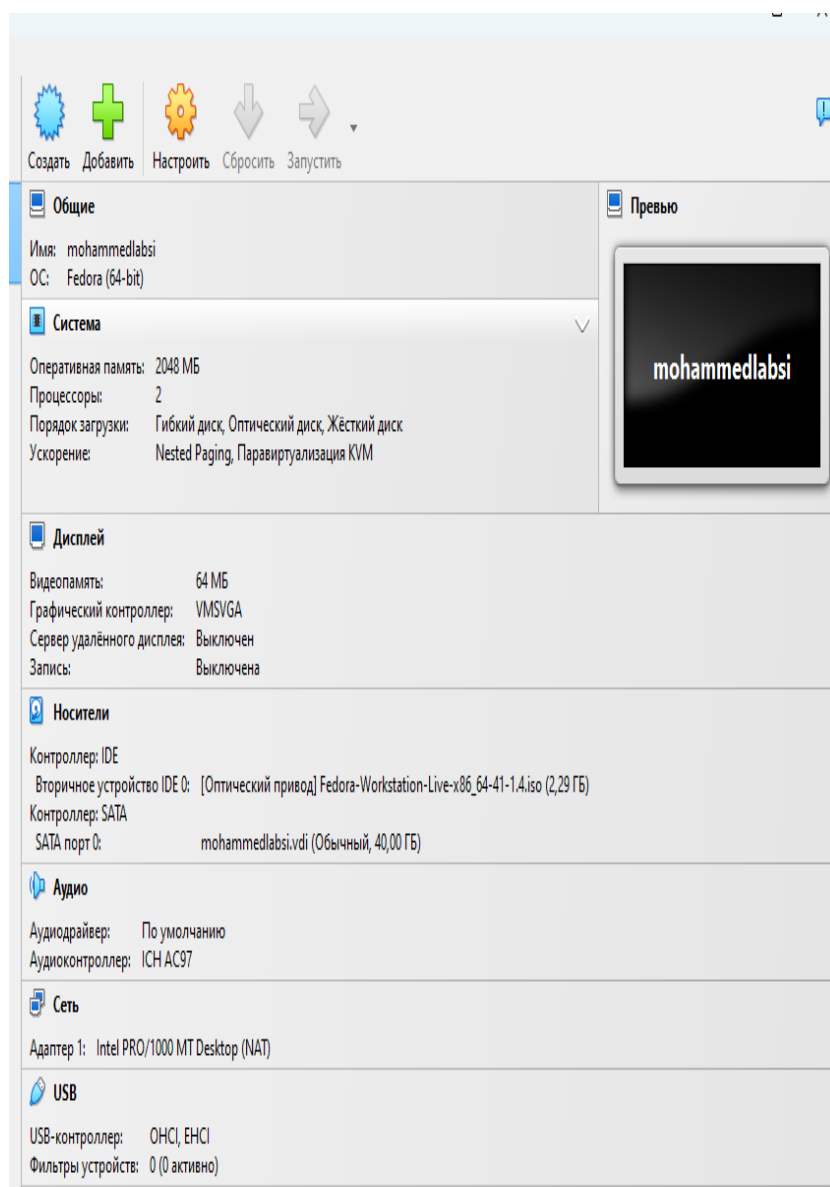 Создать Добавить Настроить Сбросить Запустить
Общие
Имя: mohammedlabsi
ОС: Fedora (64-bit)
Превью
mohammedlabsi
Система
Оперативная память: 2048 МБ
Процессоры: 2
Порядок загрузки: Гибкий диск, Оптический диск, Жёсткий диск
Ускорение: Nested Paging, Паравиртуализация KVM
Дисплей
Видеопамять: 64 МБ
Графический контроллер: VMSVGA
Сервер удалённого дисплея: Выключен
Запись: Выключена
Носители
Контроллер: IDE
Вторичное устройство IDE 0: [Оптический привод] Fedora-Workstation-Live-x86_64-41-1.4.iso (2,29 ГБ)
Контроллер: SATA
SATA порт 0: mohammedlabsi.vdi (Обычный, 40,00 ГБ)
Аудио
Аудиодрайвер: По умолчанию
Аудиоконтроллер: ICH AC97
Сеть
Адаптер 1: Intel PRO/1000 MT Desktop (NAT)
USB
USB-контроллер: OHCI, EHCI
Фильтры устройств: 0 (0 активно)